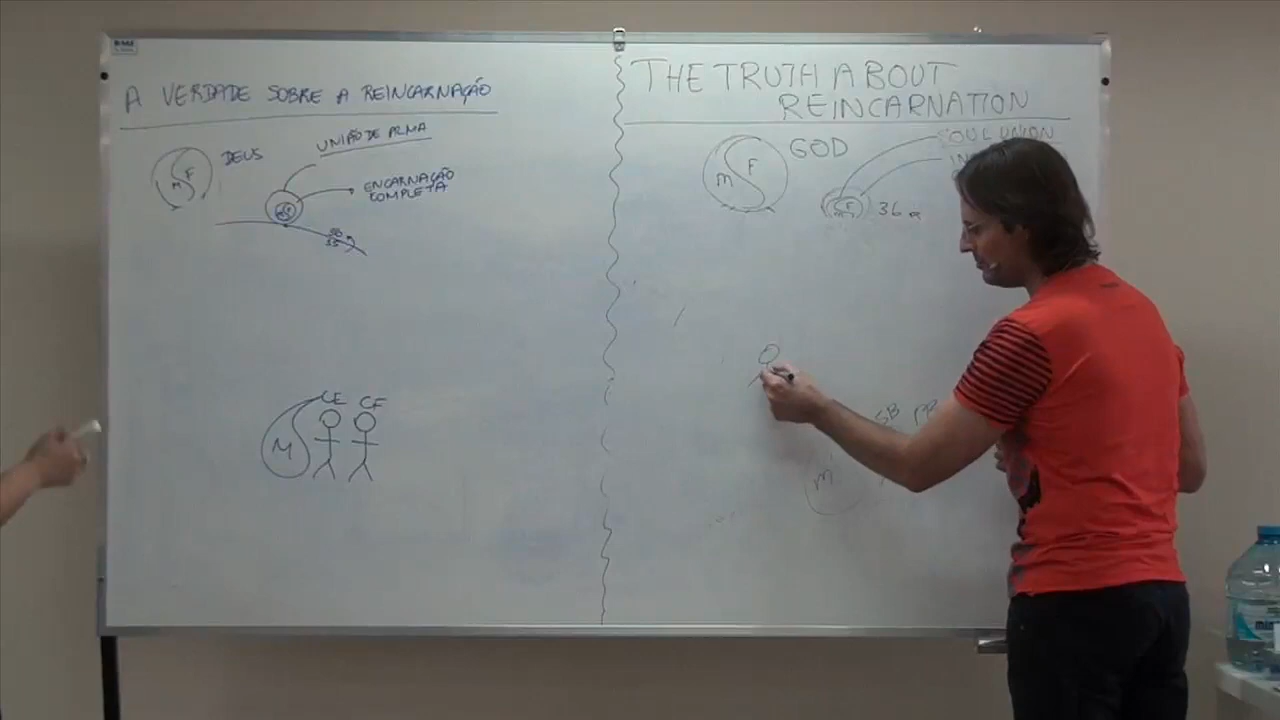 A VERDADE SOBRE A REINCARNAÇÃO
UNIÃO DE ALMA
DEUS
M F
ENCARNAÇÃO
COMPLETA
CE CF
M
THE TRUTH ABOUT
REINCARNATION
SOUL UNION
GOD
M F
36
SB
M